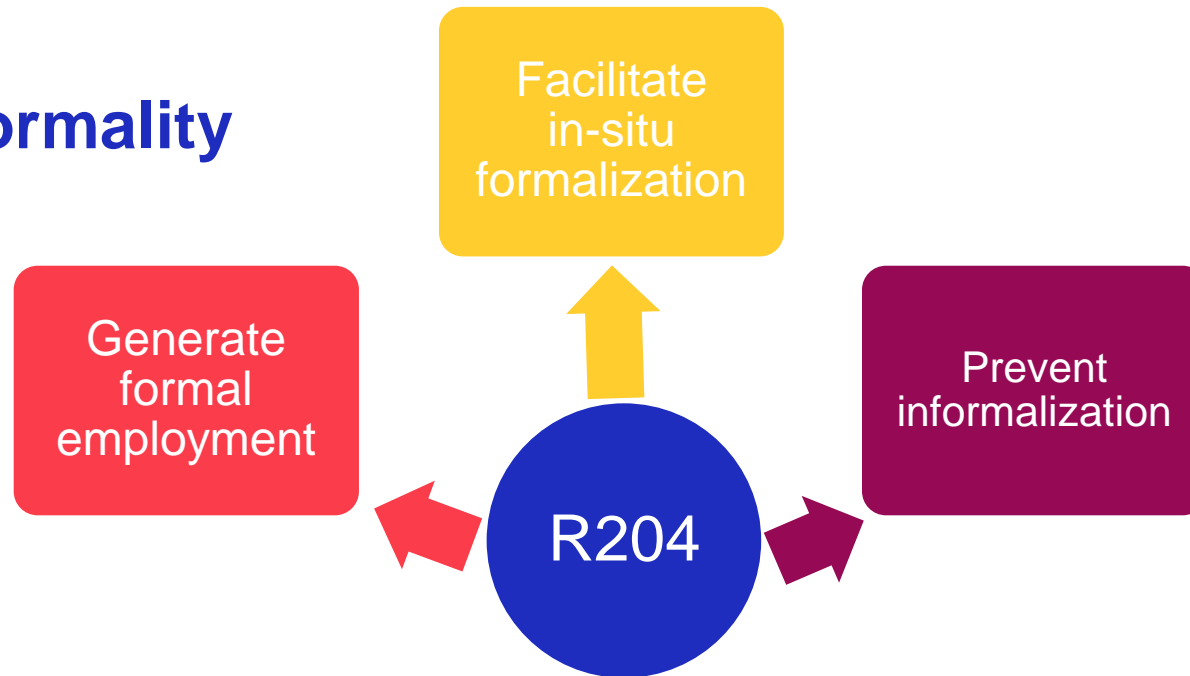 ormality
Facilitate
in-situ
formalization
Generate
formal
employment
Prevent
informalization
R204